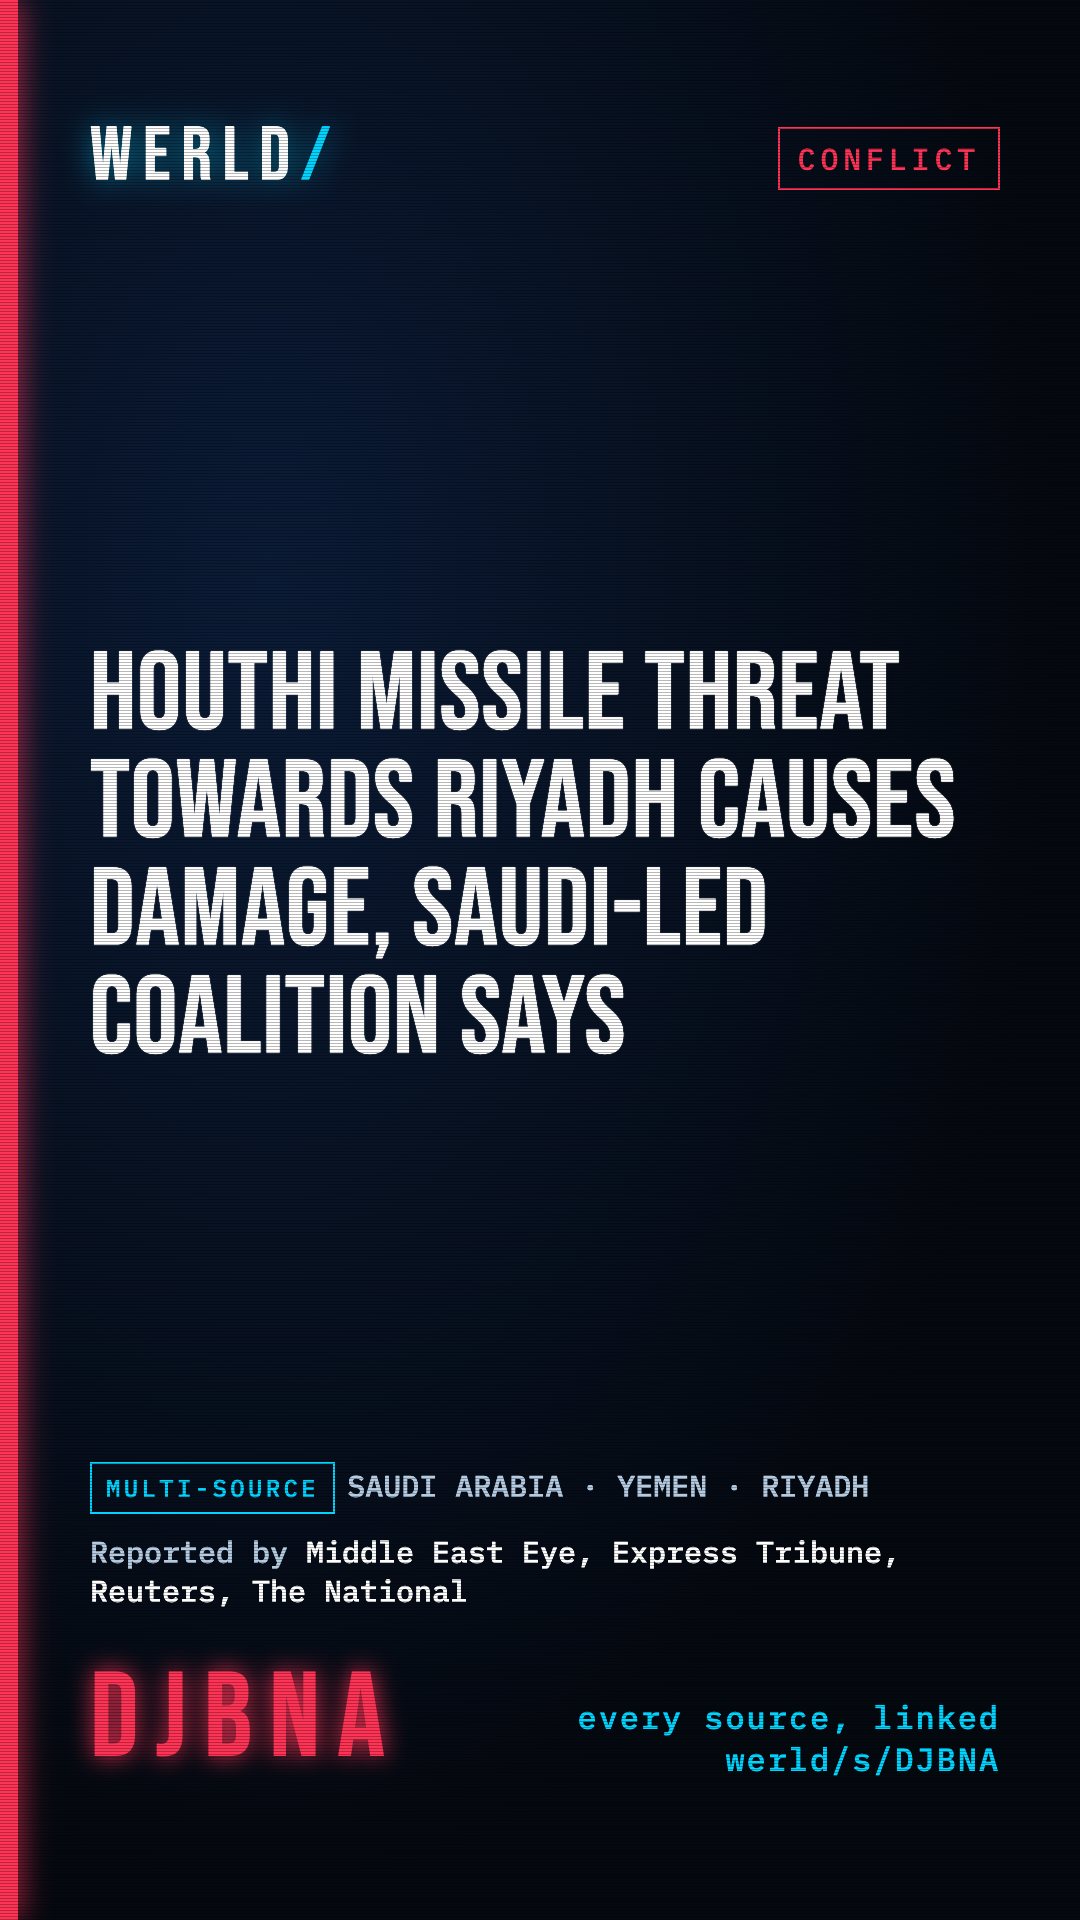 WERLD/
CONFLICT
HOUTHI MISSILE THREAT
TOWARDS RIYADH CAUSES
DAMAGE, SAUDI-LED
COALITION SAYS
MULTI-SOURCE SAUDI ARABIA · YEMEN · RIYADH
Reported by Middle East Eye, Express Tribune,
Reuters, The National
DJBNA
every source, linked
werld/s/DJBNA